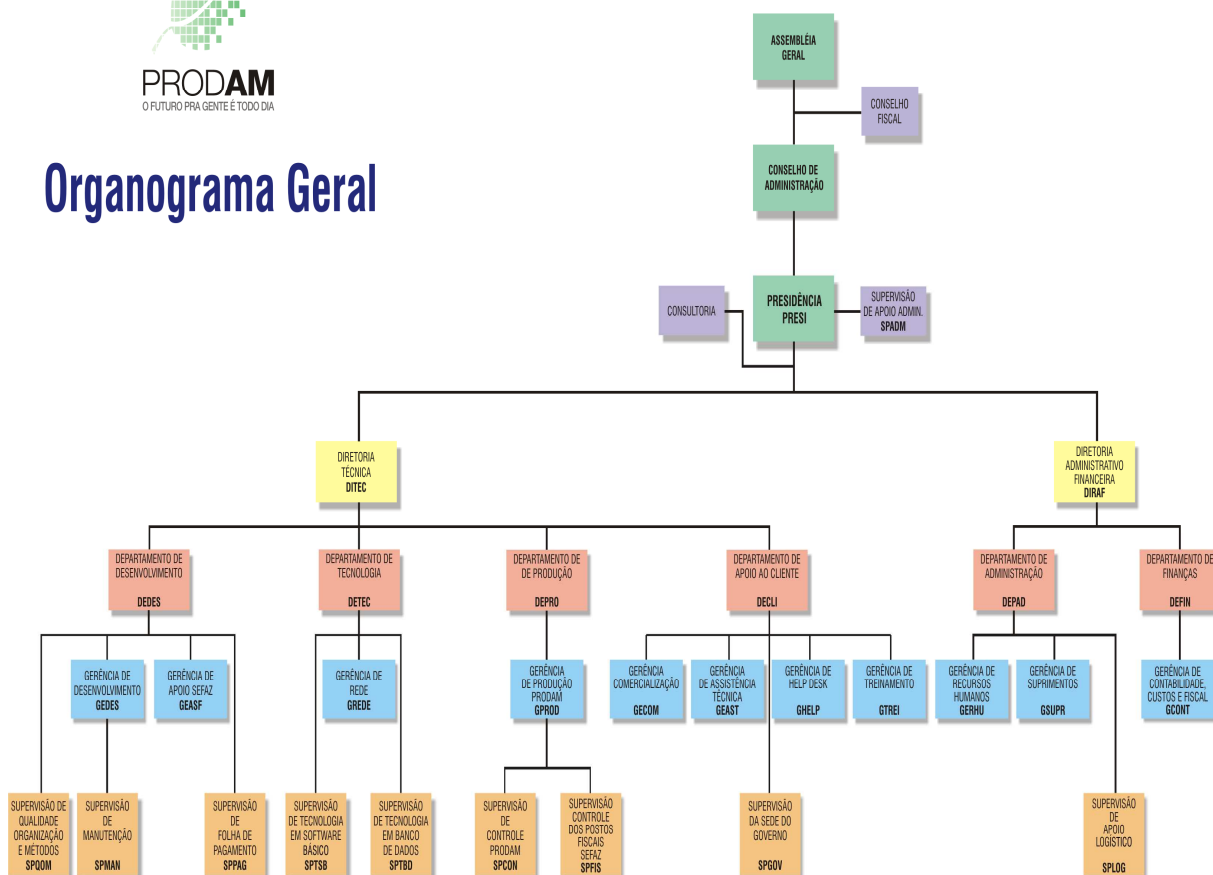 PRODAM
O FUTURO PRA GENTE É TODO DIA
Organograma Geral
ASSEMBLÉIA
GERAL
CONSELHO
FISCAL
CONSELHO DE
ADMINISTRAÇÃO
CONSULTORIA
PRESIDÊNCIA
PRESI
SUPERVISÃO
DE APOIO ADMIN.
SPADM
DIRETORIA
TÉCNICA
DITEC
DIRETORIA
ADMINISTRATIVO
FINANCEIRA
DIRAF
DEPARTAMENTO DE
DESENVOLVIMENTO
DEDES
DEPARTAMENTO DE
TECNOLOGIA
DETEC
DEPARTAMENTO DE
DE PRODUÇÃO
DEPRO
DEPARTAMENTO DE
APOIO AO CLIENTE
DECLI
DEPARTAMENTO DE
ADMINISTRAÇÃO
DEPAD
DEPARTAMENTO DE
FINANÇAS
DEFIN
GERÊNCIA DE
DESENVOLVIMENTO
GEDES
GERÊNCIA DE
APOIO SEFAZ
GEASF
GERÊNCIA DE
REDE
GREDE
GERÊNCIA
DE PRODUÇÃO
PRODAM
GPROD
GERÊNCIA
COMERCIALIZAÇÃO
GECOM
GERÊNCIA
DE ASSISTÊNCIA
TÉCNICA
GEAST
GERÊNCIA DE
HELP DESK
GHELP
GERÊNCIA DE
TREINAMENTO
GTREI
GERÊNCIA DE
RECURSOS
HUMANOS
GERHU
GERÊNCIA DE
SUPRIMENTOS
GSUPR
GERÊNCIA DE
CONTABILIDADE,
CUSTOS E FISCAL
GCONT
SUPERVISÃO DE
QUALIDADE
ORGANIZAÇÃO
E MÉTODOS
SPQOM
SUPERVISÃO
DE
MANUTENÇÃO
SPMAN
SUPERVISÃO
DE
FOLHA DE
PAGAMENTO
SPPAG
SUPERVISÃO
DE TECNOLOGIA
EM SOFTWARE
BÁSICO
SPTSB
SUPERVISÃO
DE TECNOLOGIA
EM BANCO
DE DADOS
SPTBD
SUPERVISÃO
DE
CONTROLE
PRODAM
SPCON
SUPERVISÃO
CONTROLE
DOS POSTOS
FISCAIS
SEFAZ
SPFIS
SUPERVISÃO
DA SEDE DO
GOVERNO
SPGOV
SUPERVISÃO
DE
APOIO
LOGÍSTICO
SPLOG